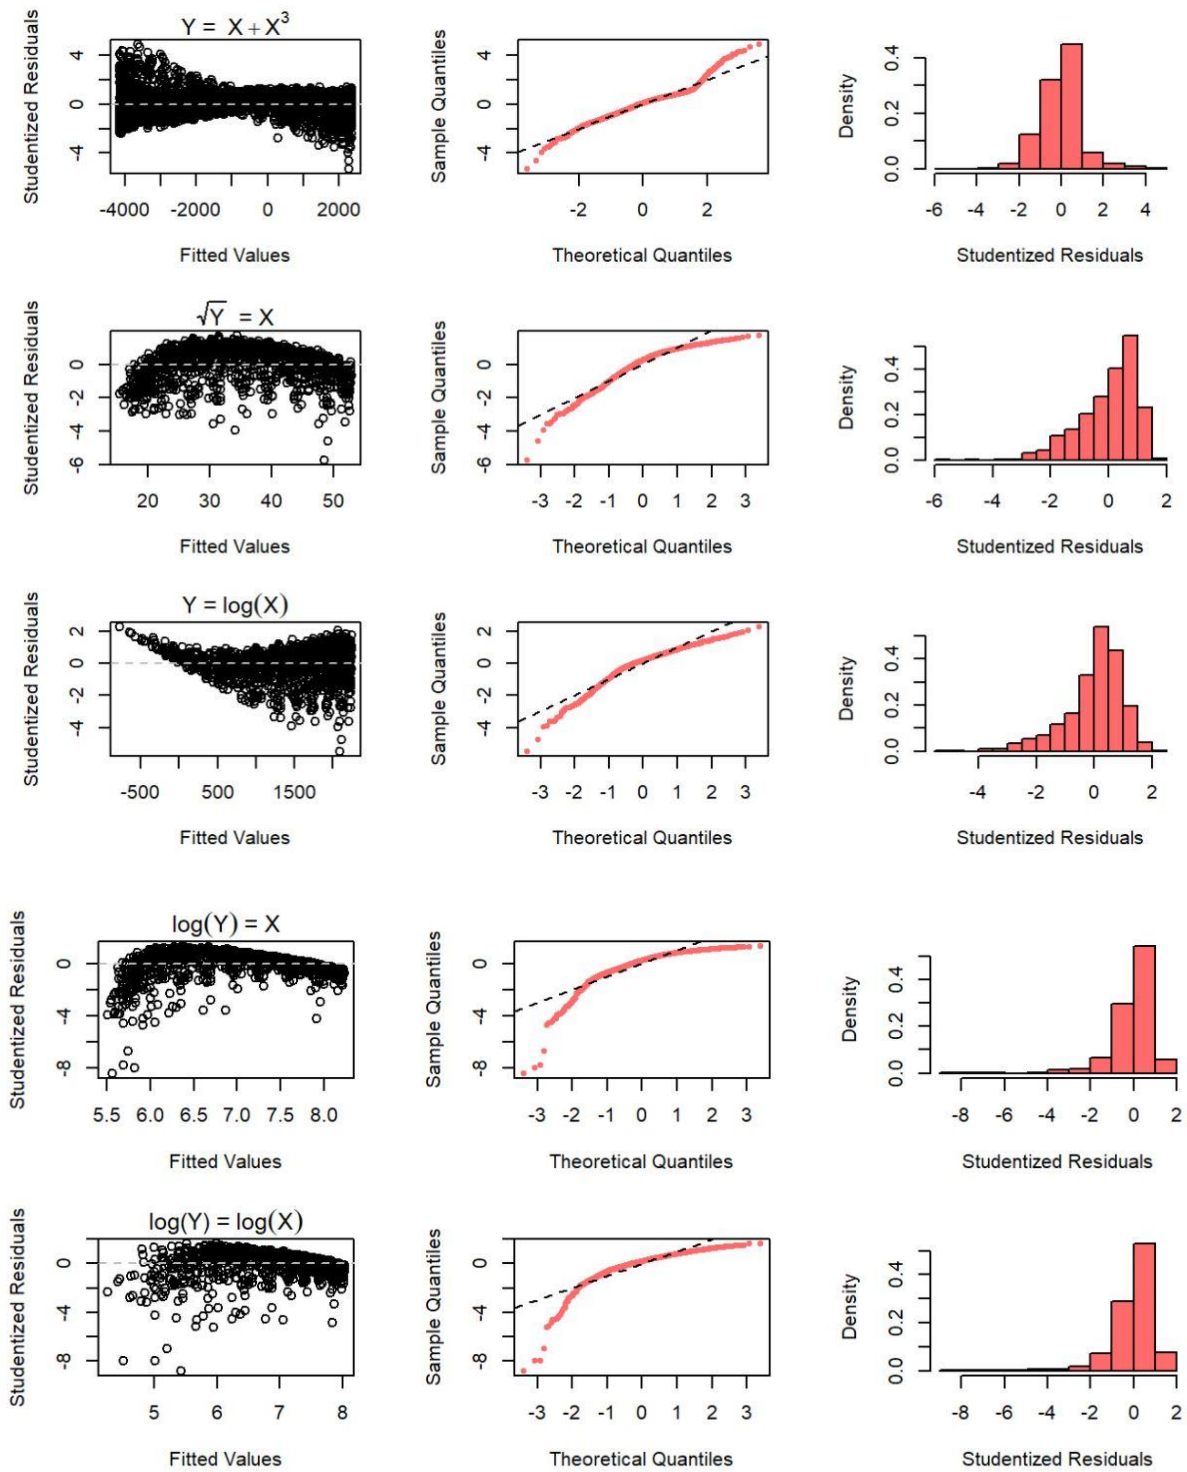 Y = X + X³
Studentized Residuals
4
0
-4
-4000 -2000 0 2000
Fitted Values
Sample Quantiles
4
0
-4
-2 0 2
Theoretical Quantiles
Density
0.4
0.2
0.0
-6 -4 -2 0 2 4
Studentized Residuals
√Y = X
Studentized Residuals
0
-2
-4
-6
20 30 40 50
Fitted Values
Sample Quantiles
0
-2
-4
-6
-3 -2 -1 0 1 2 3
Theoretical Quantiles
Density
0.4
0.2
0.0
-6 -4 -2 0 2
Studentized Residuals
Y = log(X)
Studentized Residuals
2
0
-2
-4
-500 500 1500
Fitted Values
Sample Quantiles
2
0
-2
-4
-3 -2 -1 0 1 2 3
Theoretical Quantiles
Density
0.4
0.2
0.0
-4 -2 0 2
Studentized Residuals
log(Y) = X
Studentized Residuals
0
-4
-8
5.5 6.0 6.5 7.0 7.5 8.0
Fitted Values
Sample Quantiles
0
-4
-8
-3 -2 -1 0 1 2 3
Theoretical Quantiles
Density
0.4
0.2
0.0
-8 -6 -4 -2 0 2
Studentized Residuals
log(Y) = log(X)
Studentized Residuals
0
-4
-8
5 6 7 8
Fitted Values
Sample Quantiles
0
-4
-8
-3 -2 -1 0 1 2 3
Theoretical Quantiles
Density
0.4
0.2
0.0
-8 -6 -4 -2 0 2
Studentized Residuals